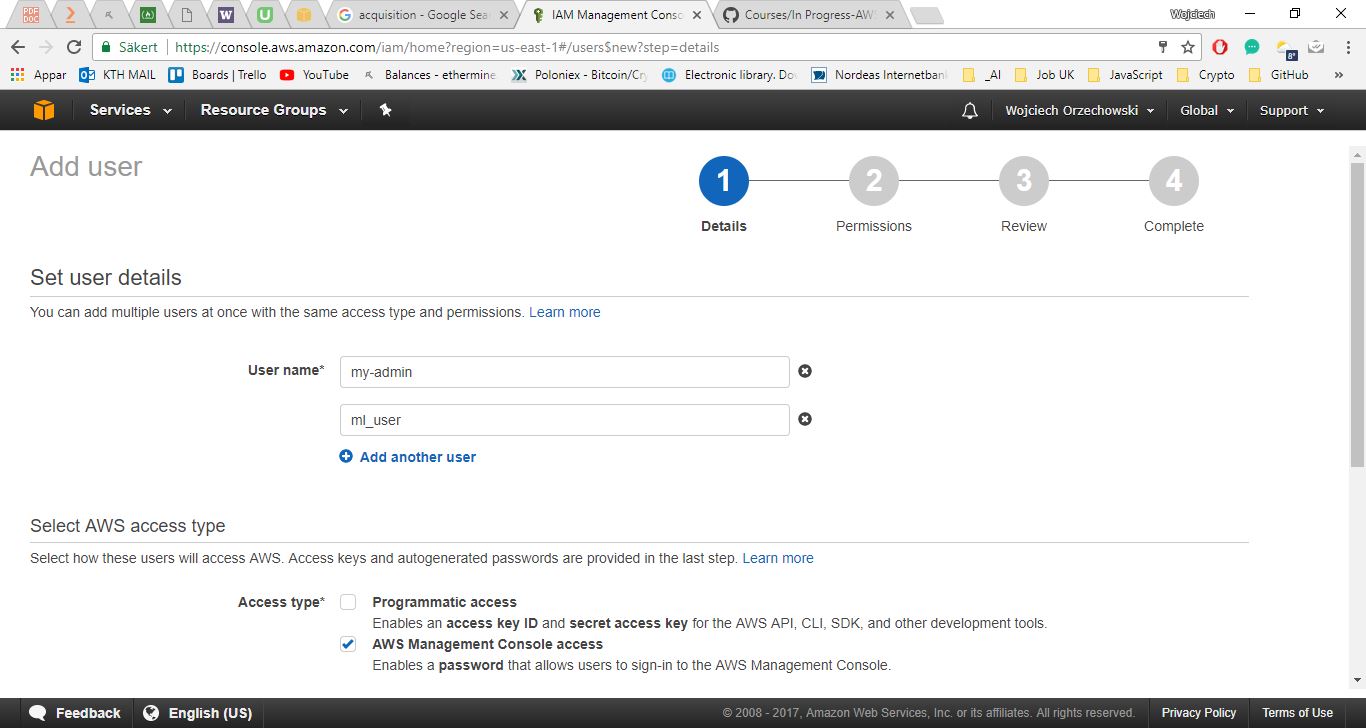 PDF DOC
W
U
acquisition - Google Sea
IAM Management Conso
Courses/In Progress-AWS
Wojciech
Säkert
https://console.aws.amazon.com/iam/home?region=us-east-1#/users$new?step=details
8°
Appar
KTH MAIL
Boards | Trello
YouTube
Balances - ethermine
Poloniex - Bitcoin/Cry
Electronic library. Do
Nordeas Internetbank
_AI
Job UK
JavaScript
Crypto
GitHub
»
Services
Resource Groups
Wojciech Orzechowski
Global
Support
Add user
1
2
3
4
Details
Permissions
Review
Complete
Set user details
You can add multiple users at once with the same access type and permissions. Learn more
User name*
my-admin
ml_user
Add another user
Select AWS access type
Select how these users will access AWS. Access keys and autogenerated passwords are provided in the last step. Learn more
Access type*
Programmatic access
Enables an access key ID and secret access key for the AWS API, CLI, SDK, and other development tools.
AWS Management Console access
Enables a password that allows users to sign-in to the AWS Management Console.
Feedback
English (US)
© 2008 - 2017, Amazon Web Services, Inc. or its affiliates. All rights reserved.
Privacy Policy
Terms of Use